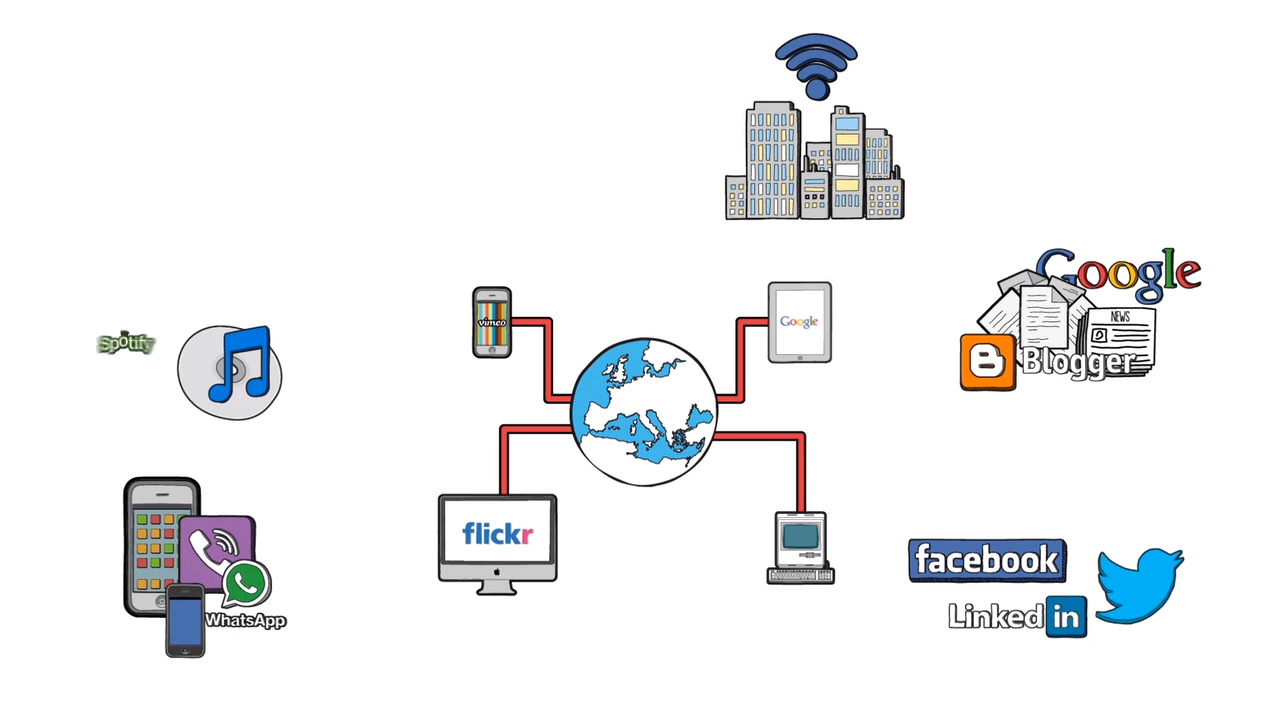 Google
NEWS
Blogger
Spotify
vimeo
Google
flickr
facebook
Linked in
WhatsApp